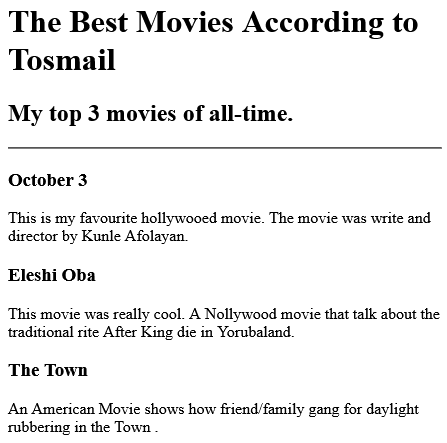 The Best Movies According to
Tosmail
My top 3 movies of all-time.
October 3
This is my favourite hollywooed movie. The movie was write and
director by Kunle Afolayan.
Eleshi Oba
This movie was really cool. A Nollywood movie that talk about the
traditional rite After King die in Yorubaland.
The Town
An American Movie shows how friend/family gang for daylight
rubbering in the Town .